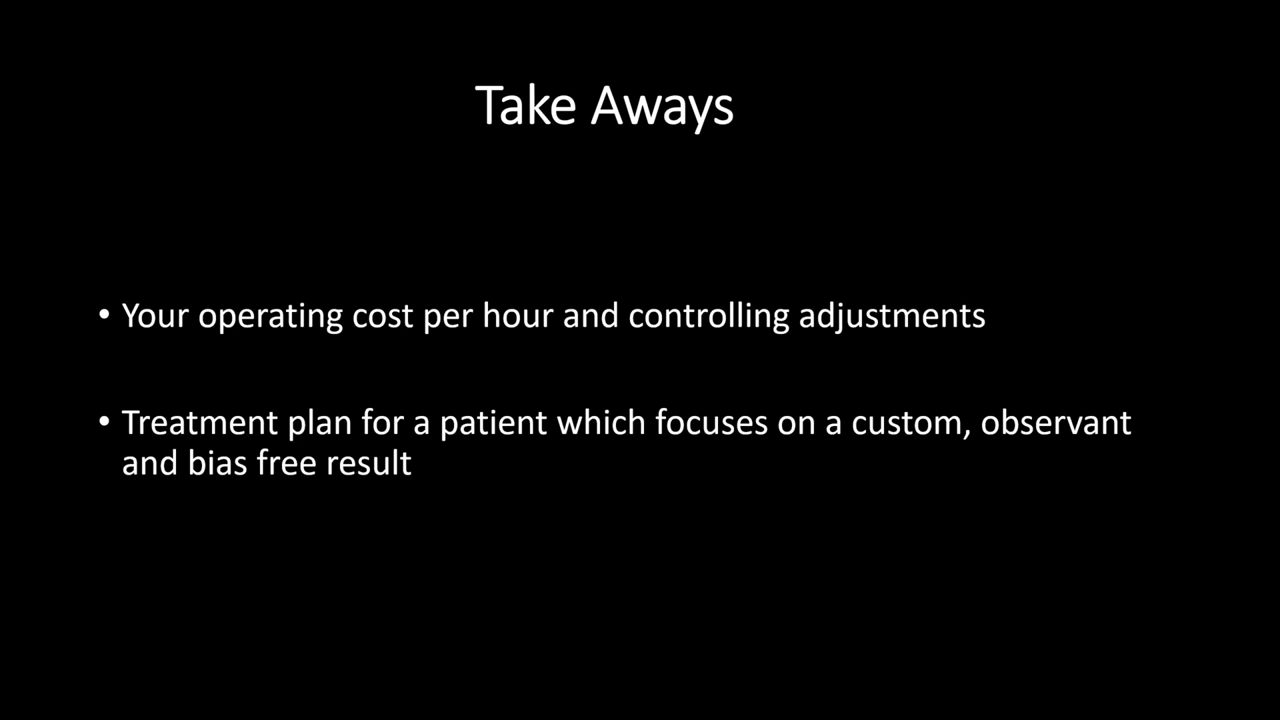 Take Aways
• Your operating cost per hour and controlling adjustments
• Treatment plan for a patient which focuses on a custom, observant
and bias free result